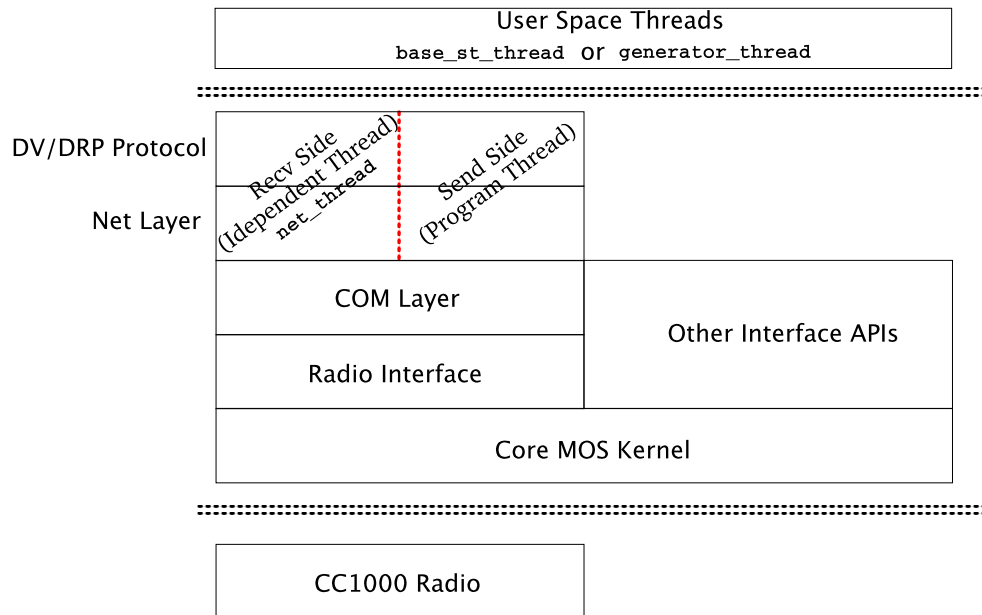 User Space Threads
base_st_thread or generator_thread
DV/DRP Protocol
Recv Side
(Idependent Thread)
net_thread
Send Side
(Program Thread)
Net Layer
COM Layer
Other Interface APIs
Radio Interface
Core MOS Kernel
CC1000 Radio